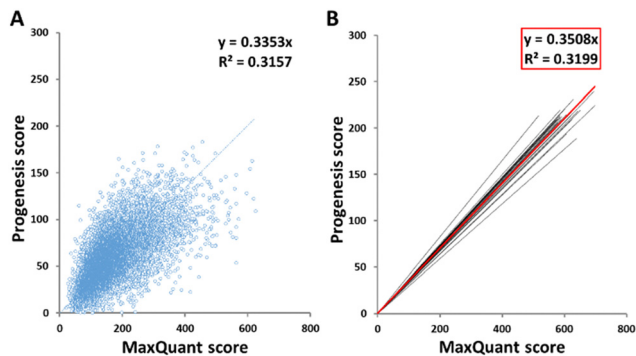 A
y = 0.3353x
R² = 0.3157
300
250
200
150
100
50
0
Progenesis score
0 200 400 600 800
MaxQuant score
B
y = 0.3508x
R² = 0.3199
300
250
200
150
100
50
0
Progenesis score
0 200 400 600 800
MaxQuant score